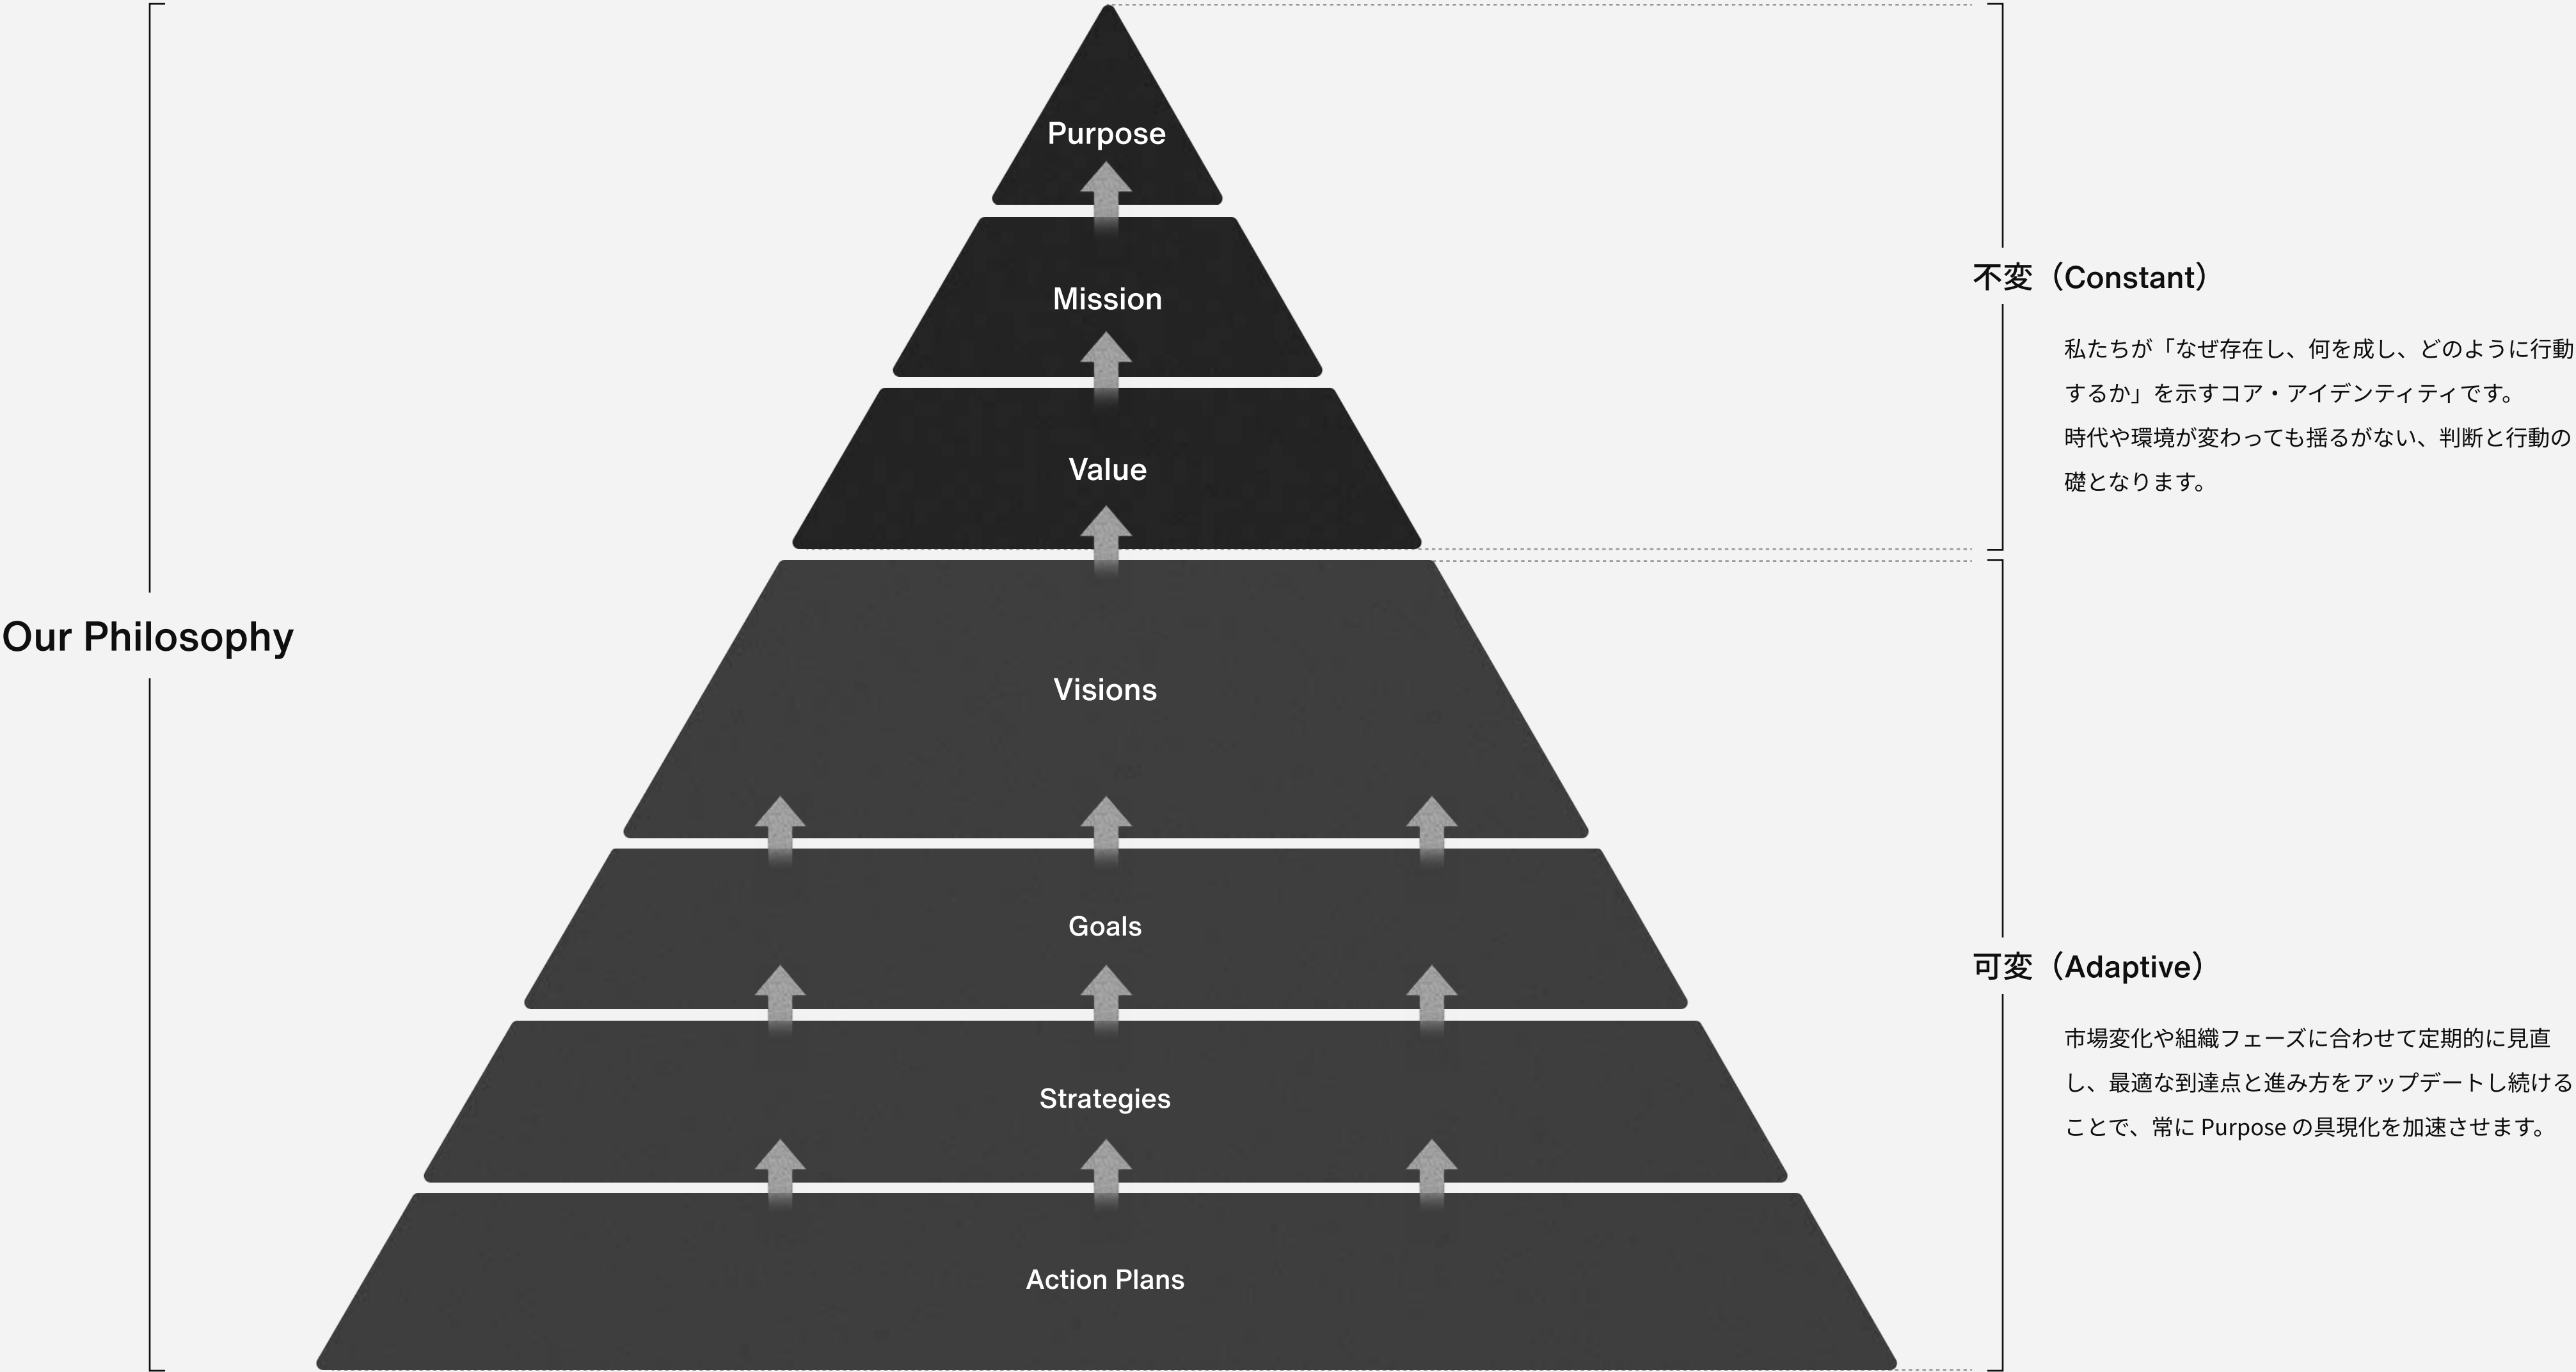 Our Philosophy
Purpose
Mission
Value
Visions
Goals
Strategies
Action Plans
不変（Constant）
私たちが「なぜ存在し、何を成し、どのように行動
するか」を示すコア・アイデンティティです。
時代や環境が変わっても揺るがない、判断と行動の
礎となります。
可変（Adaptive）
市場変化や組織フェーズに合わせて定期的に見直
し、最適な到達点と進み方をアップデートし続ける
ことで、常に Purpose の具現化を加速させます。